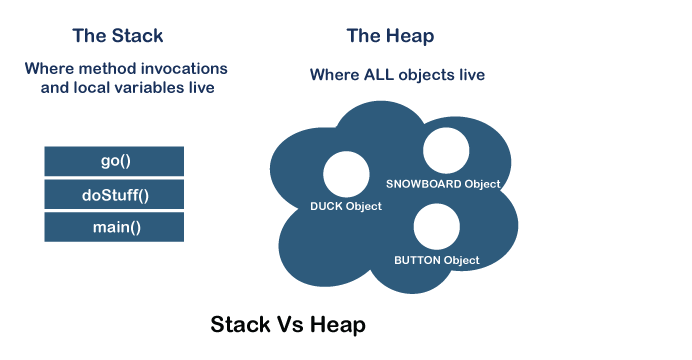 The Stack
Where method invocations
and local variables live
go()
doStuff()
main()
The Heap
Where ALL objects live
SNOWBOARD Object
DUCK Object
BUTTON Object
Stack Vs Heap